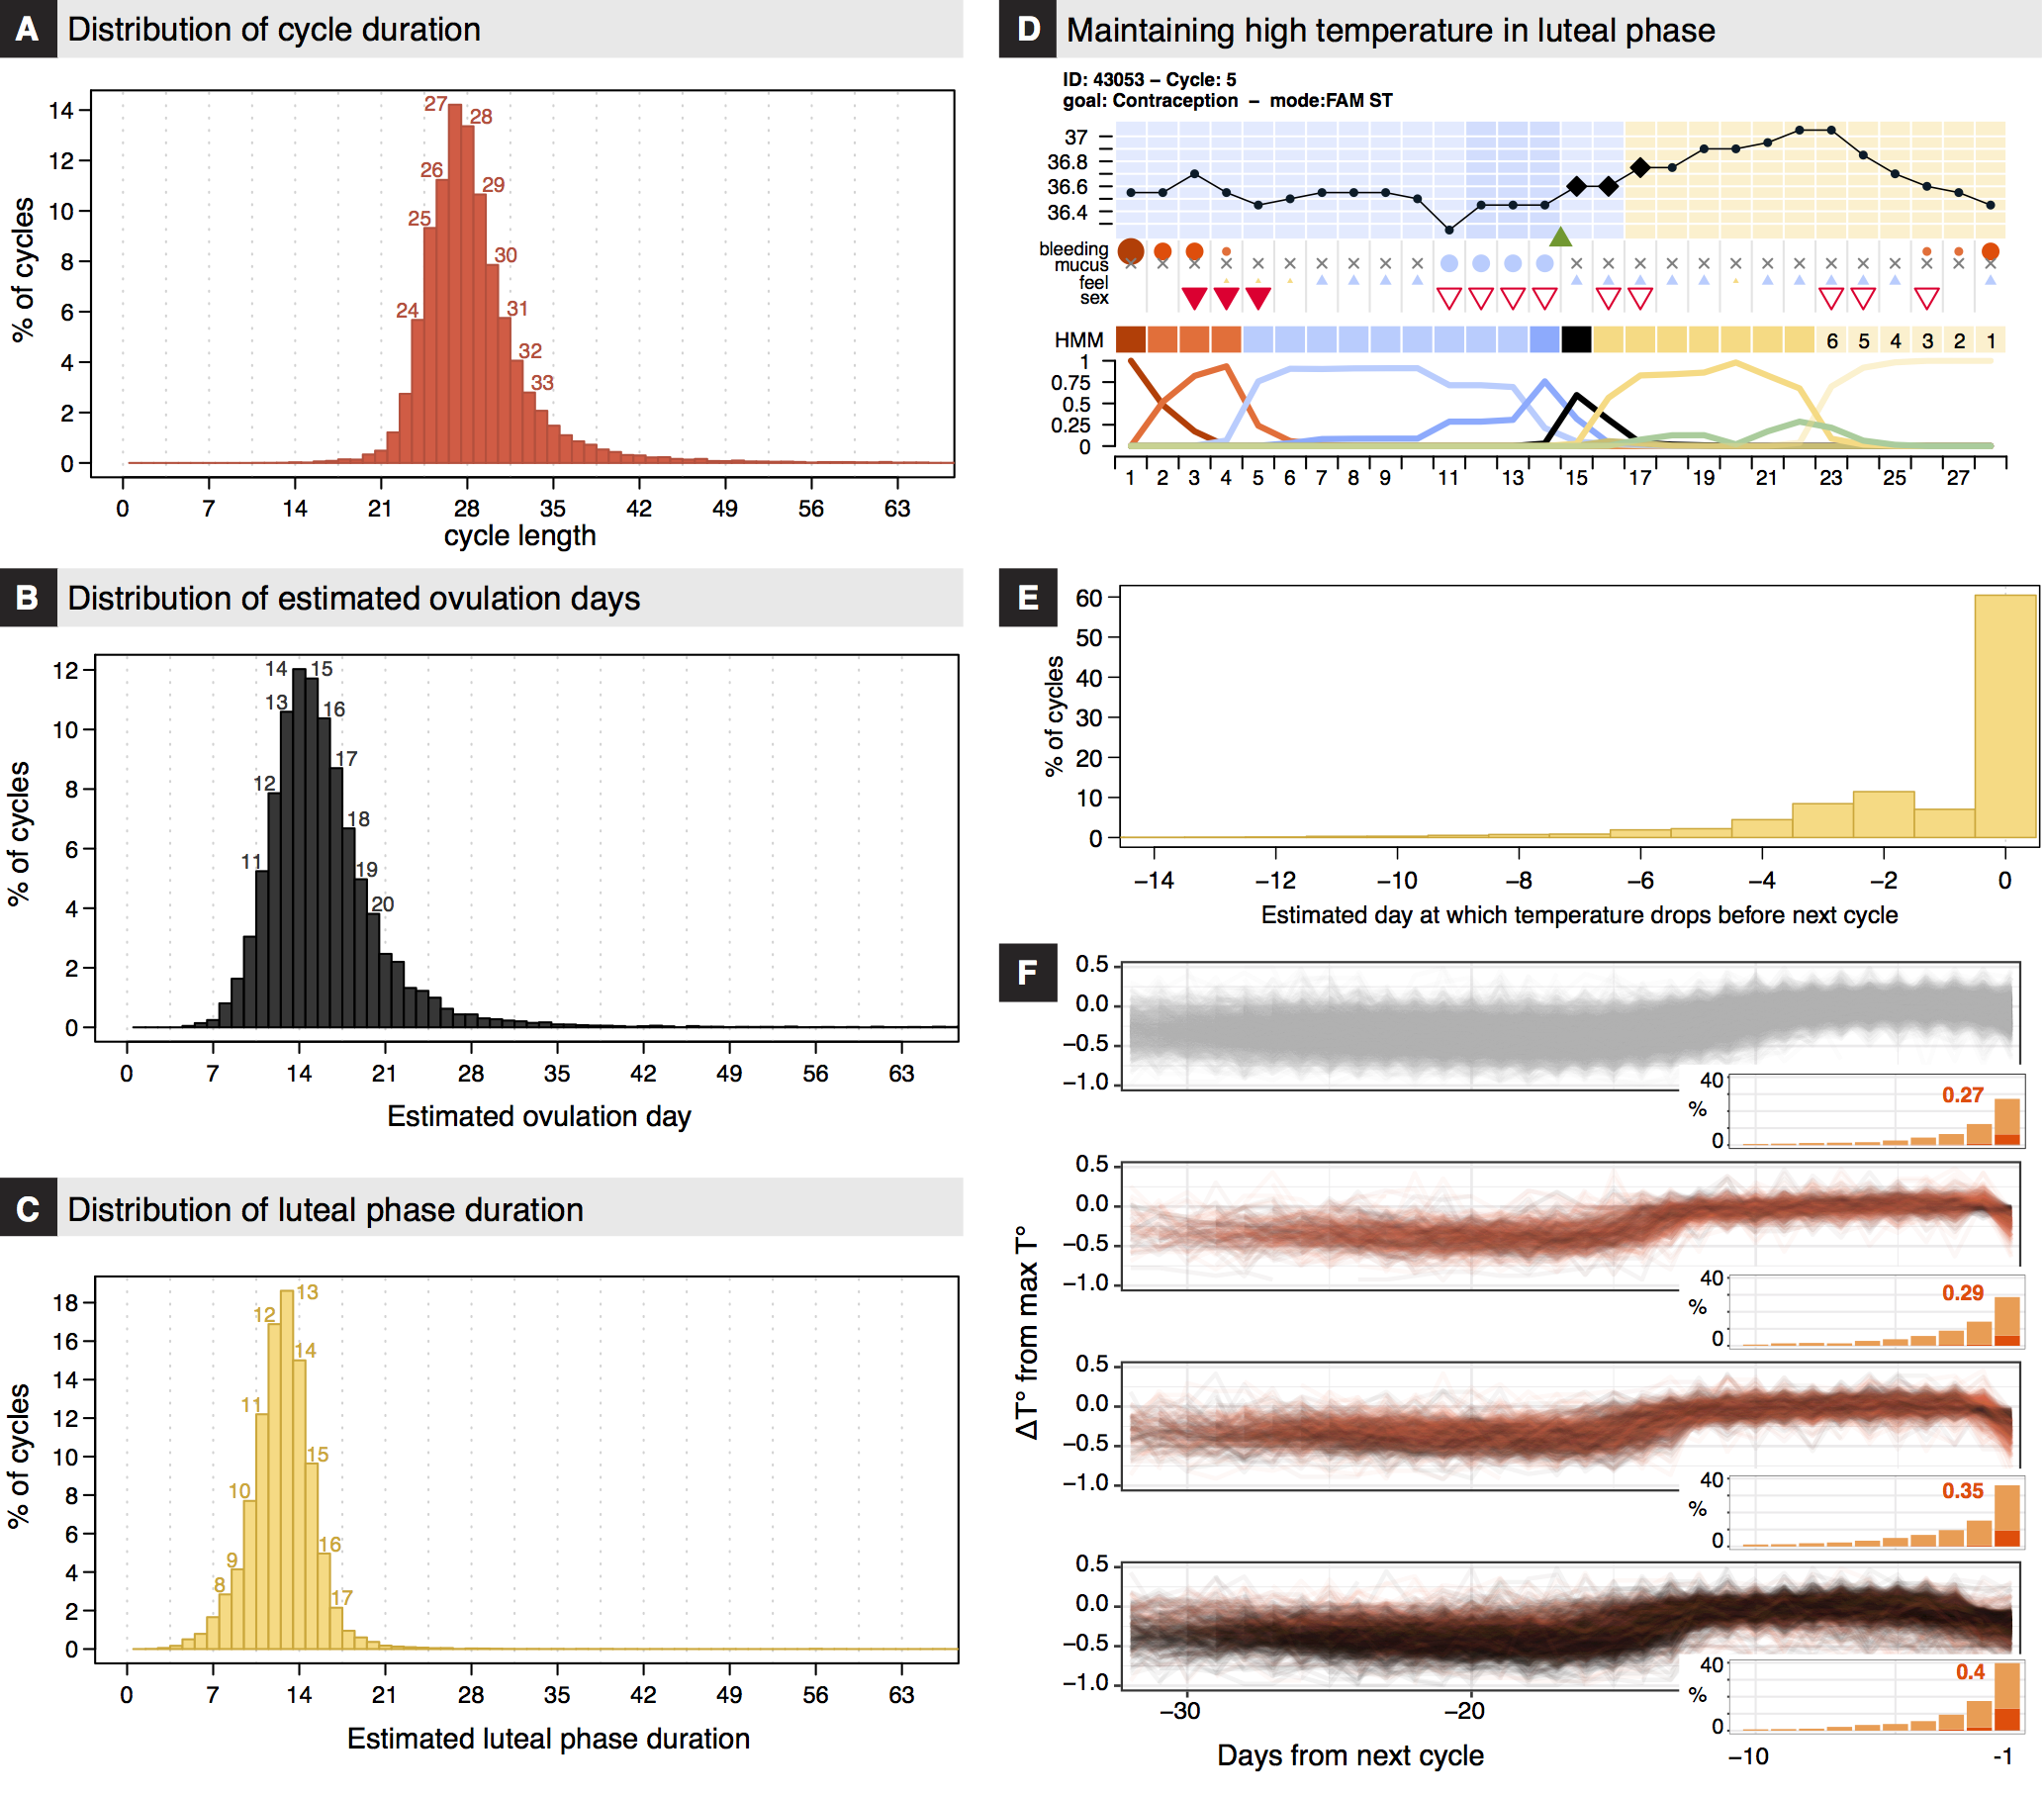 A Distribution of cycle duration
% of cycles
14
12
10
8
6
4
2
0
24 25 26 27 28 29 30 31 32 33
0 7 14 21 28 35 42 49 56 63
cycle length
B Distribution of estimated ovulation days
% of cycles
12
10
8
6
4
2
0
11 12 13 14 15 16 17 18 19 20
0 7 14 21 28 35 42 49 56 63
Estimated ovulation day
C Distribution of luteal phase duration
% of cycles
18
16
14
12
10
8
6
4
2
0
8 9 10 11 12 13 14 15 16 17
0 7 14 21 28 35 42 49 56 63
Estimated luteal phase duration
D Maintaining high temperature in luteal phase
ID: 43053 – Cycle: 5
goal: Contraception – mode:FAM ST
37
36.8
36.6
36.4
bleeding
mucus
feel
sex
HMM 6 5 4 3 2 1
1
0.75
0.5
0.25
0
1 2 3 4 5 6 7 8 9 11 13 15 17 19 21 23 25 27
E
% of cycles
60
50
40
30
20
10
0
−14 −12 −10 −8 −6 −4 −2 0
Estimated day at which temperature drops before next cycle
F
ΔT° from max T°
0.5
0.0
−0.5
−1.0
40
% 0.27
0
0.5
0.0
−0.5
−1.0
40
% 0.29
0
0.5
0.0
−0.5
−1.0
40
% 0.35
0
0.5
0.0
−0.5
−1.0
40
% 0.4
0
−30 −20 −10 -1
Days from next cycle